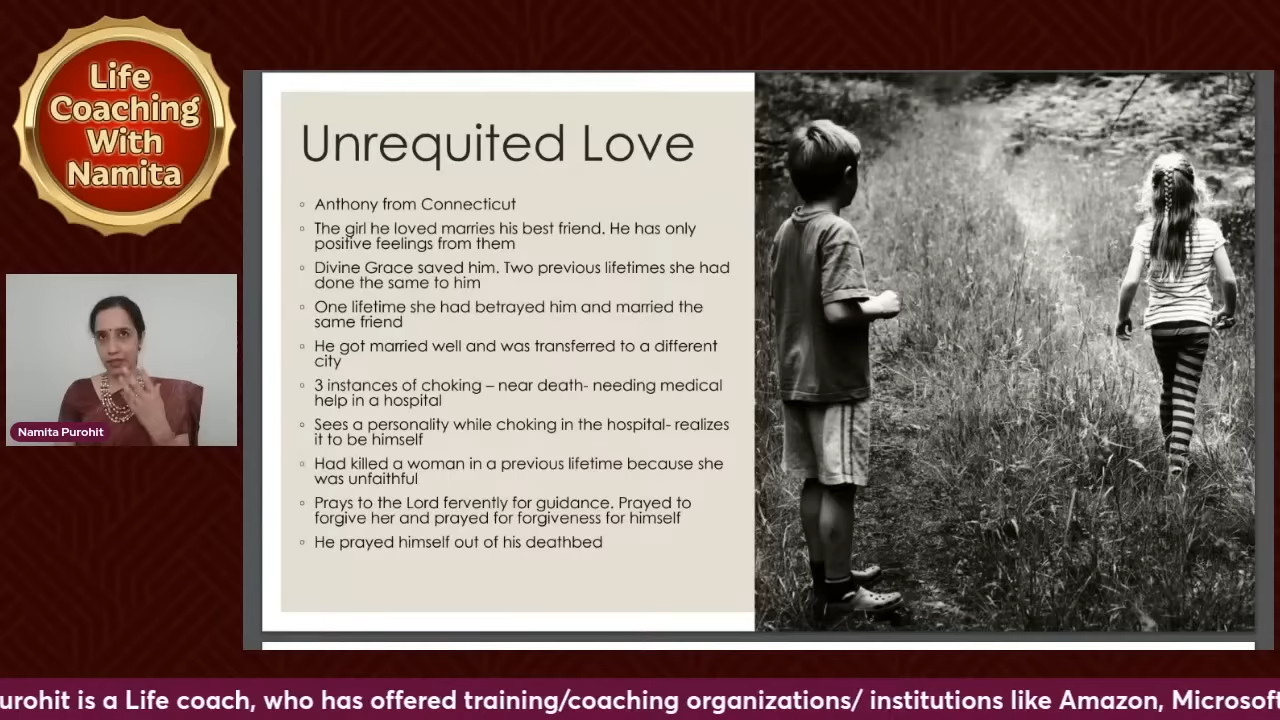 Life
Coaching
With
Namita
Namita Purohit
Unrequited Love
Anthony from Connecticut
The girl he loved marries his best friend. He has only
positive feelings from them
Divine Grace saved him. Two previous lifetimes she had
done the same to him
One lifetime she had betrayed him and married the
same friend
He got married well and was transferred to a different
city
3 instances of choking – near death- needing medical
help in a hospital
Sees a personality while choking in the hospital- realizes
it to be himself
Had killed a woman in a previous lifetime because she
was unfaithful
Prays to the Lord fervently for guidance. Prayed to
forgive her and prayed for forgiveness for himself
He prayed himself out of his deathbed
urohit is a Life coach, who has offered training/coaching organizations/ institutions like Amazon, Microsoft